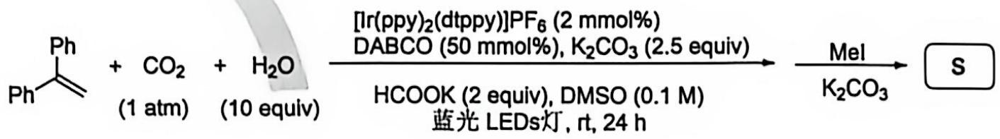 [Ir(ppy)₂(dtppy)]PF₆ (2 mmol%)
DABCO (50 mmol%), K₂CO₃ (2.5 equiv)
Ph
Ph
+ CO₂ + H₂O
(1 atm) (10 equiv)
HCOOK (2 equiv), DMSO (0.1 M)
蓝光 LEDs灯, rt, 24 h
MeI
K₂CO₃
S